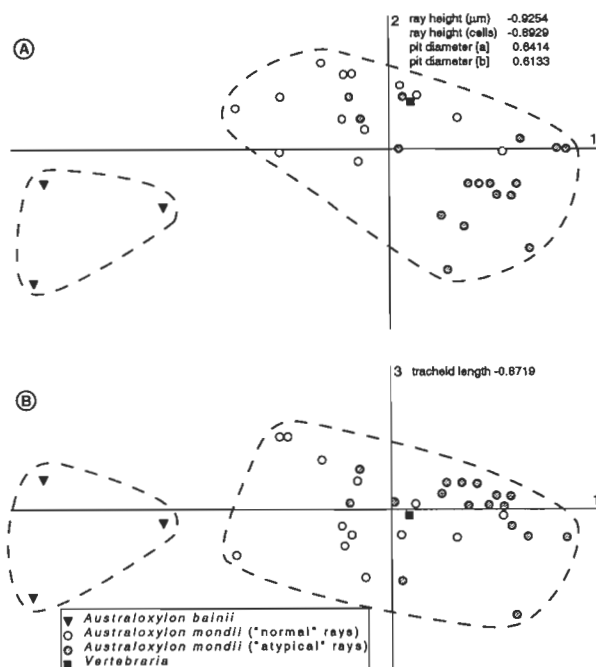 A
2
ray height (µm) -0.9254
ray height (cells) -0.8929
pit diameter [a] 0.6414
pit diameter [b] 0.6133
1
B
3
tracheid length -0.8719
1
Australoxylon bainii
Australoxylon mondii ("normal" rays)
Australoxylon mondii ("atypical" rays)
Vertebraria